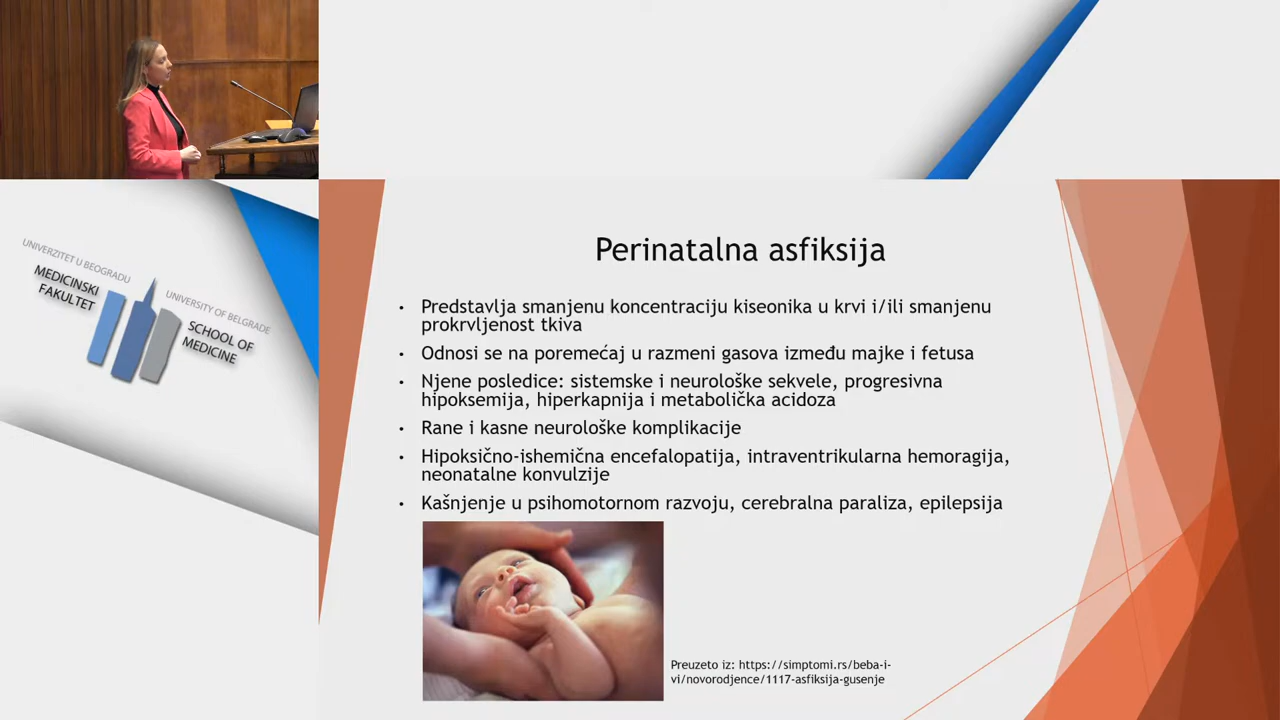 UNIVERZITET U BEOGRADU
MEDICINSKI
FAKULTET
UNIVERSITY OF BELGRADE
SCHOOL OF
MEDICINE
Perinatalna asfiksija
• Predstavlja smanjenu koncentraciju kiseonika u krvi i/ili smanjenu
prokrvljenost tkiva
• Odnosi se na poremećaj u razmeni gasova između majke i fetusa
• Njene posledice: sistemske i neurološke sekvele, progresivna
hipoksemija, hiperkapnija i metabolička acidoza
• Rane i kasne neurološke komplikacije
• Hipoksično-ishemična encefalopatija, intraventrikularna hemoragija,
neonatalne konvulzije
• Kašnjenje u psihomotornom razvoju, cerebralna paraliza, epilepsija
Preuzeto iz: https://simptomi.rs/beba-i-
vi/novorodjence/1117-asfiksija-gusenje